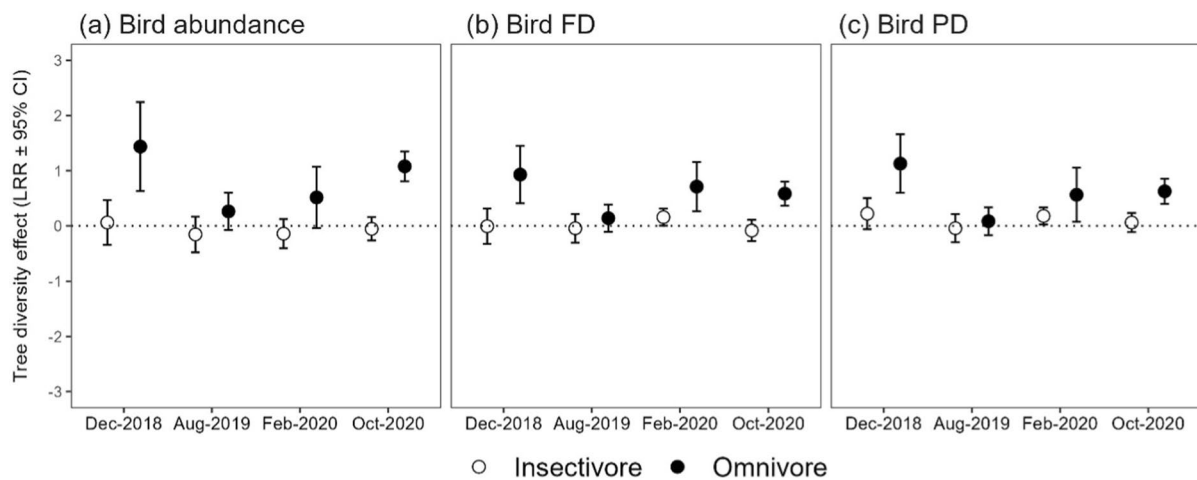 (a) Bird abundance
(b) Bird FD
(c) Bird PD
Tree diversity effect (LRR ± 95% CI)
3
2
1
0
-1
-2
-3
Dec-2018 Aug-2019 Feb-2020 Oct-2020
Dec-2018 Aug-2019 Feb-2020 Oct-2020
Dec-2018 Aug-2019 Feb-2020 Oct-2020
Insectivore Omnivore